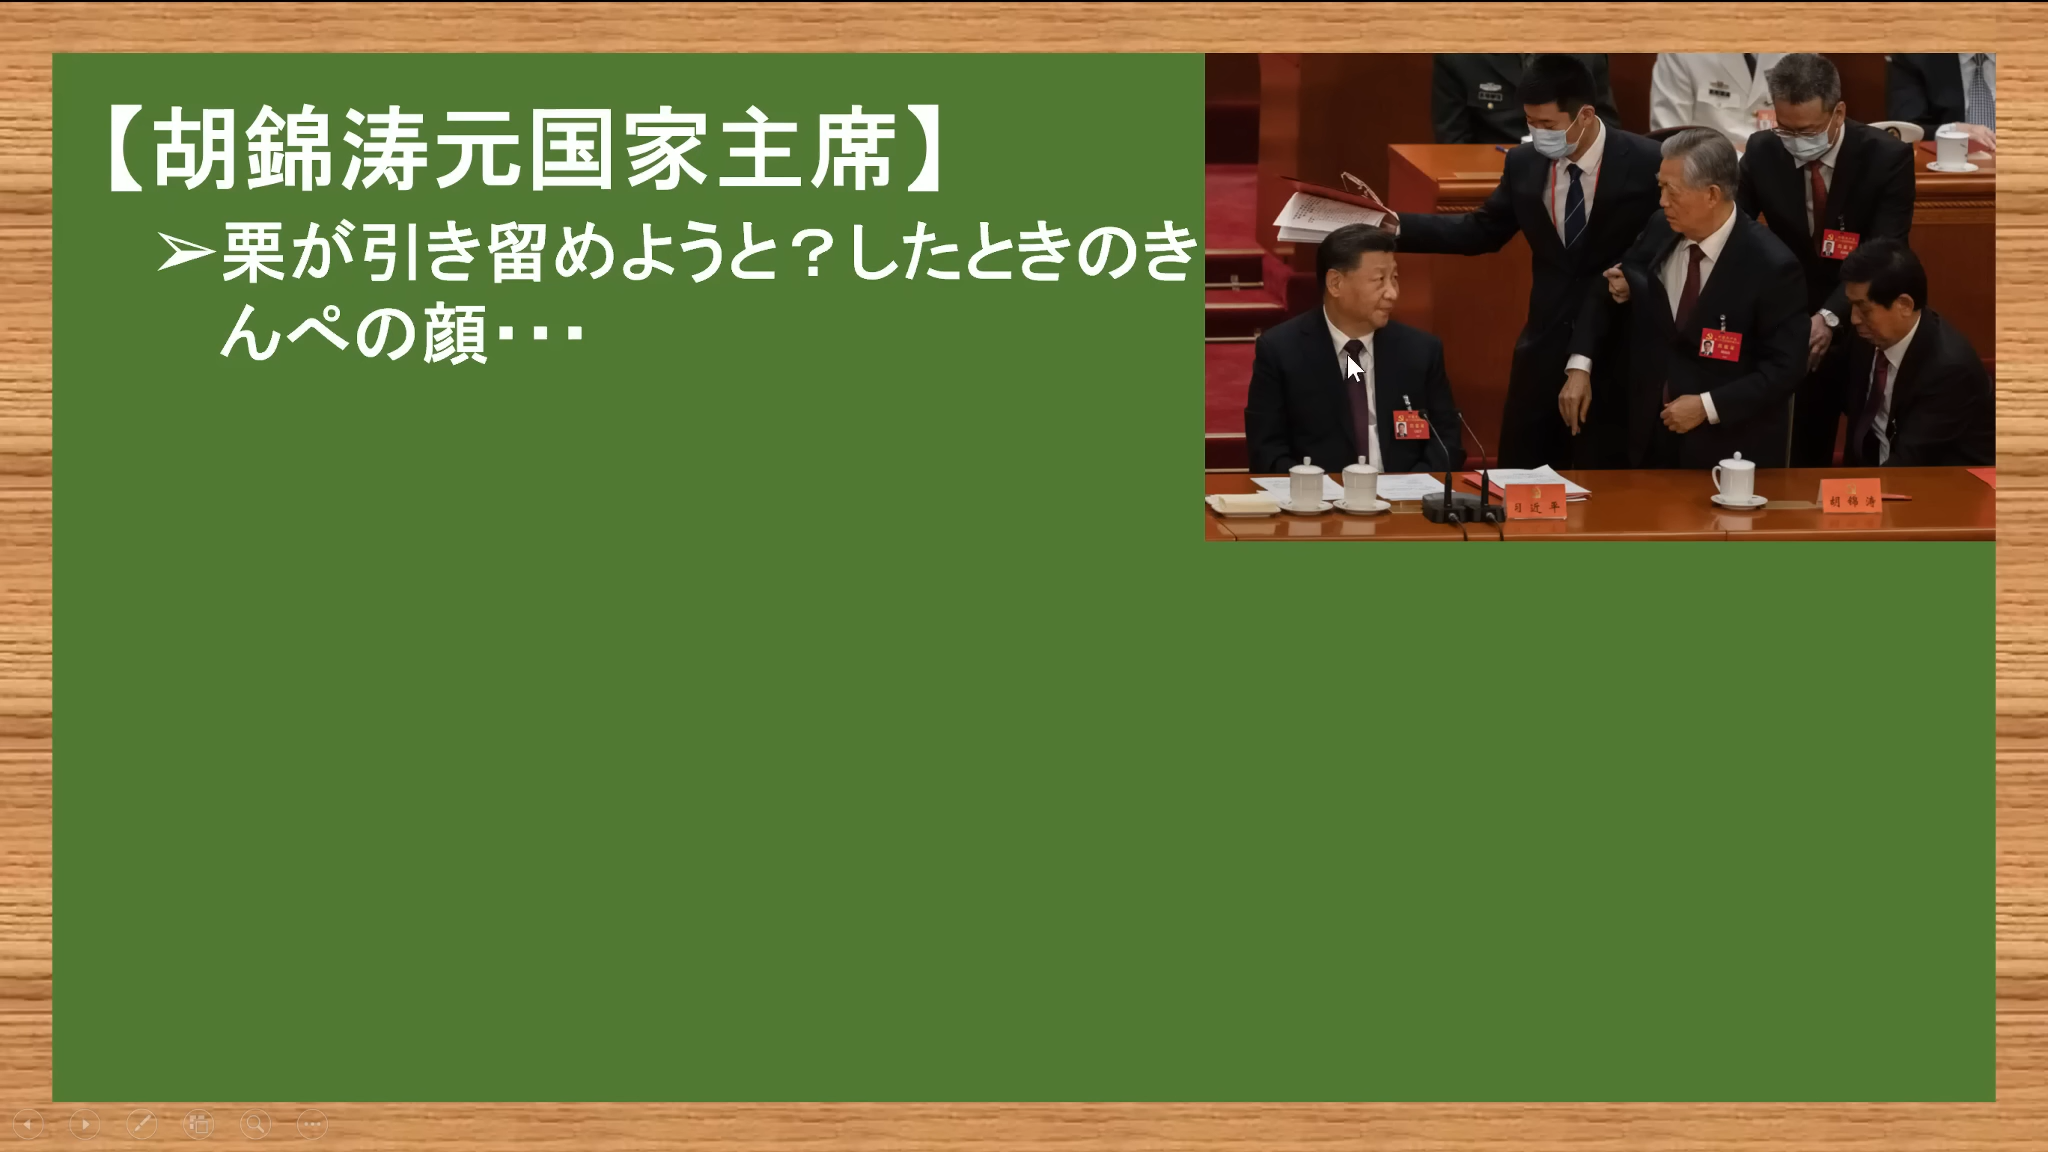 【胡錦涛元国家主席】
➢栗が引き留めようと？したときのき
んぺの顔・・・
习近平
胡锦涛